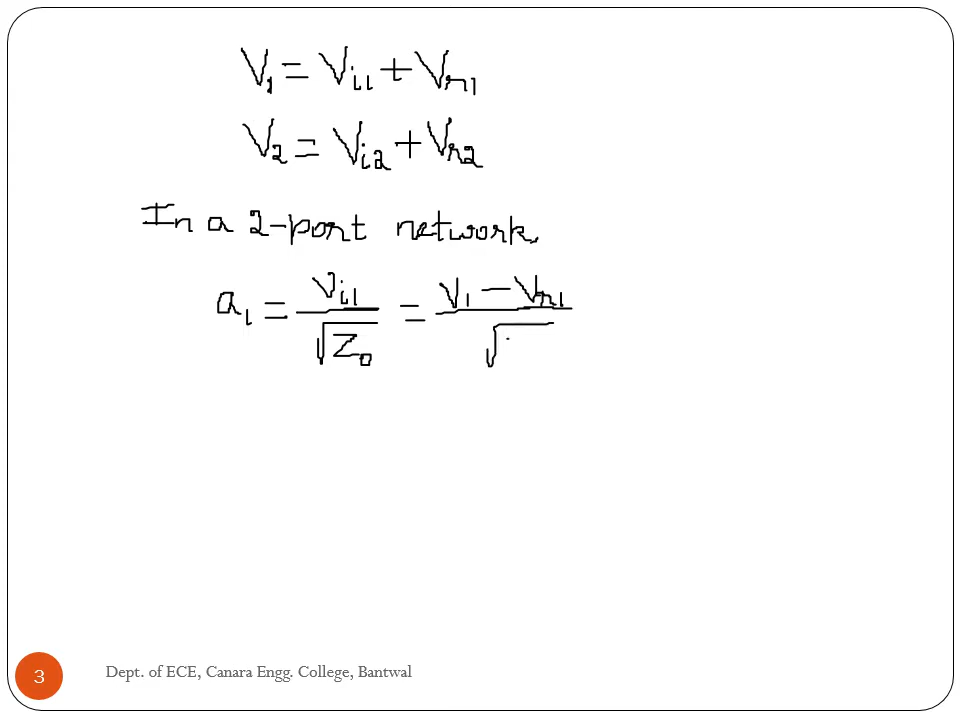 V₁ = Vᵢ₁ + Vᵣ₁
V₂ = Vᵢ₂ + Vᵣ₂
In a 2-port network,
a₁ = Vᵢ₁ / √Z₀ = V₁ − Vᵣ₁ / √
3
Dept. of ECE, Canara Engg. College, Bantwal